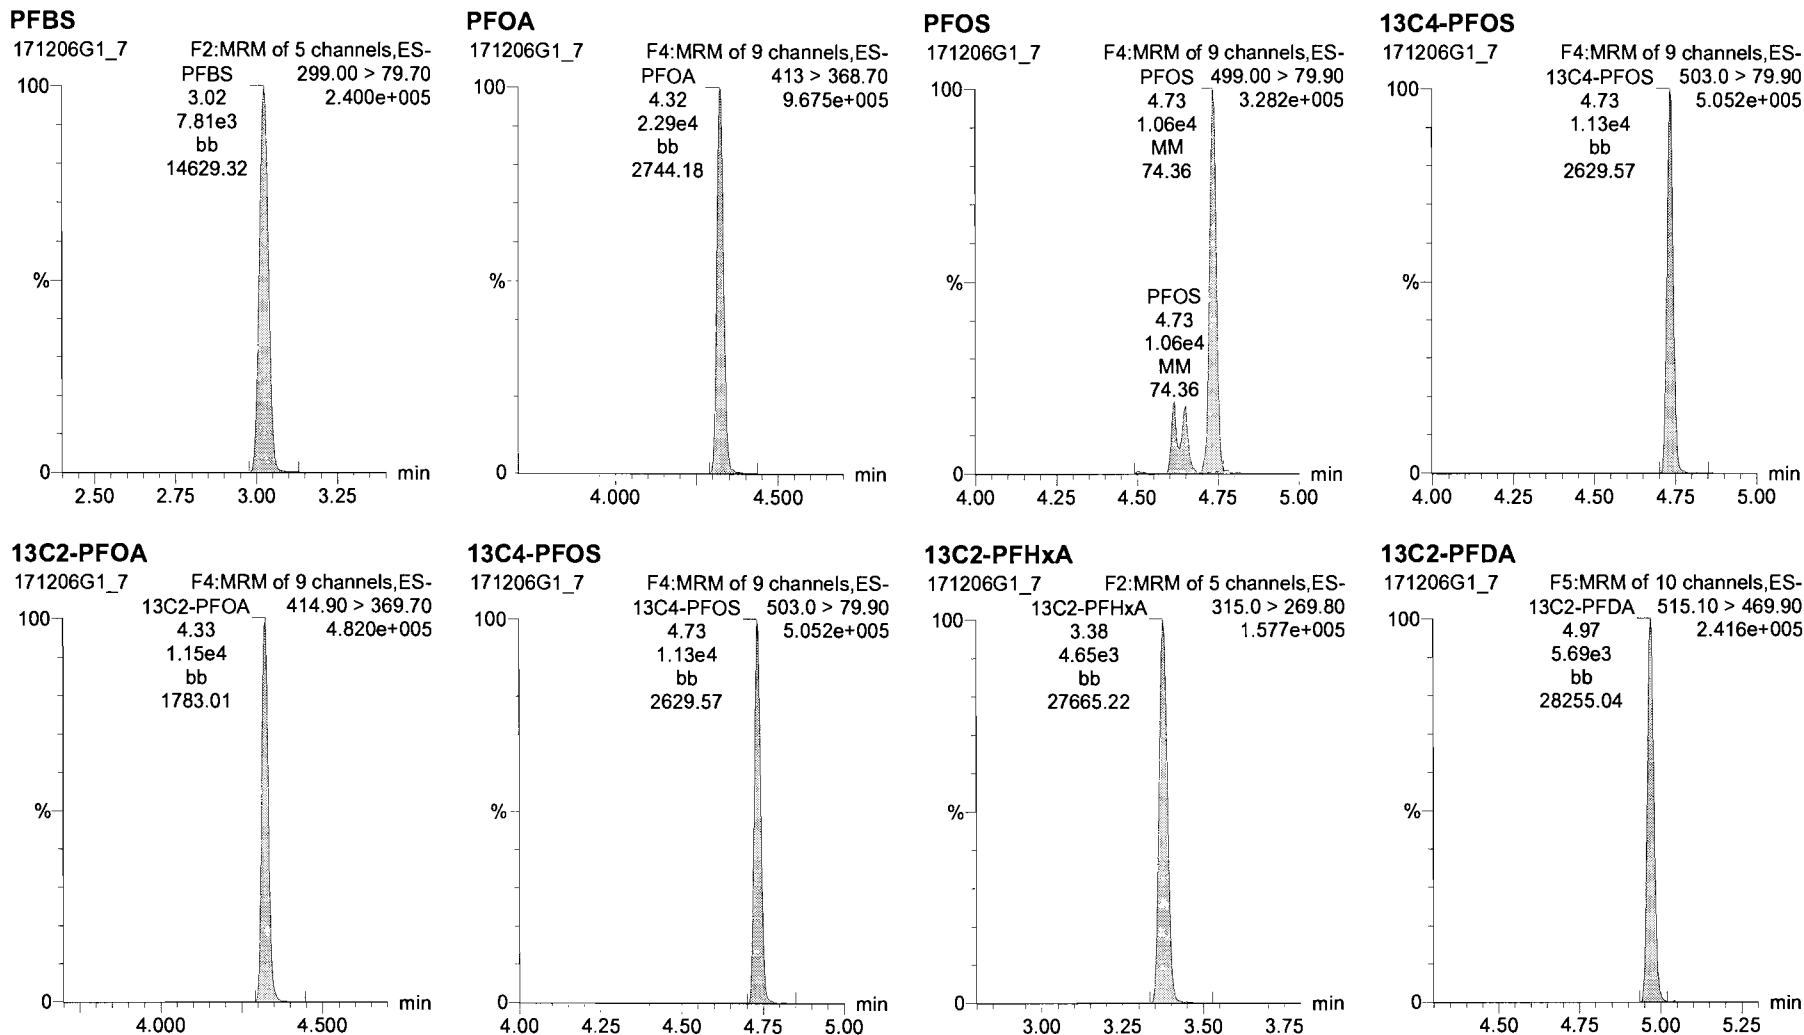 PFBS
171206G1_7 F2:MRM of 5 channels,ES-
PFBS 299.00 > 79.70
3.02 2.400e+005
7.81e3
bb
14629.32
100
%
0
min
2.50 2.75 3.00 3.25
PFOA
171206G1_7 F4:MRM of 9 channels,ES-
PFOA 413 > 368.70
4.32 9.675e+005
2.29e4
bb
2744.18
100
%
0
min
4.000 4.500
PFOS
171206G1_7 F4:MRM of 9 channels,ES-
PFOS 499.00 > 79.90
4.73 3.282e+005
1.06e4
MM
74.36
100
%
PFOS
4.73
1.06e4
MM
74.36
0
min
4.00 4.25 4.50 4.75 5.00
13C4-PFOS
171206G1_7 F4:MRM of 9 channels,ES-
13C4-PFOS 503.0 > 79.90
4.73 5.052e+005
1.13e4
bb
2629.57
100
%
0
min
4.00 4.25 4.50 4.75 5.00
13C2-PFOA
171206G1_7 F4:MRM of 9 channels,ES-
13C2-PFOA 414.90 > 369.70
4.33 4.820e+005
1.15e4
bb
1783.01
100
%
0
min
4.000 4.500
13C4-PFOS
171206G1_7 F4:MRM of 9 channels,ES-
13C4-PFOS 503.0 > 79.90
4.73 5.052e+005
1.13e4
bb
2629.57
100
%
0
min
4.00 4.25 4.50 4.75 5.00
13C2-PFHxA
171206G1_7 F2:MRM of 5 channels,ES-
13C2-PFHxA 315.0 > 269.80
3.38 1.577e+005
4.65e3
bb
27665.22
100
%
0
min
3.00 3.25 3.50 3.75
13C2-PFDA
171206G1_7 F5:MRM of 10 channels,ES-
13C2-PFDA 515.10 > 469.90
4.97 2.416e+005
5.69e3
bb
28255.04
100
%
0
min
4.50 4.75 5.00 5.25